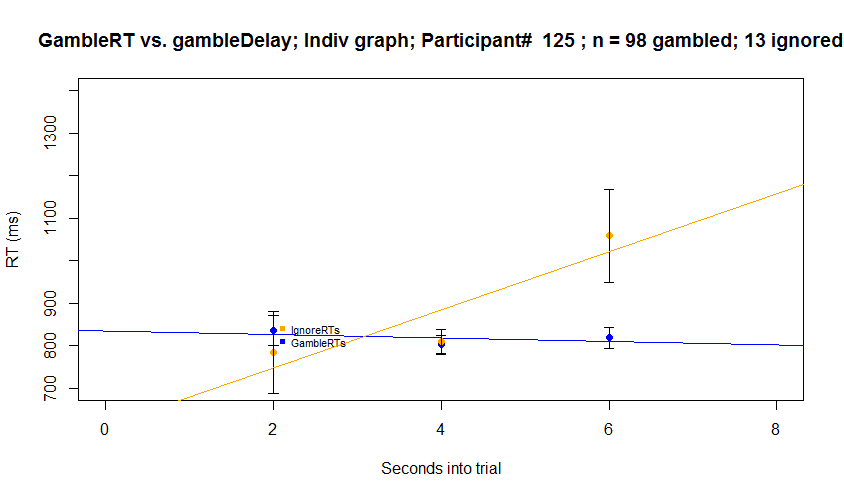 GambleRT vs. gambleDelay; Indiv graph; Participant#  125 ; n = 98 gambled; 13 ignored
RT (ms)
1300
1100
900
800
700
IgnoreRTs
GambleRTs
0 2 4 6 8
Seconds into trial